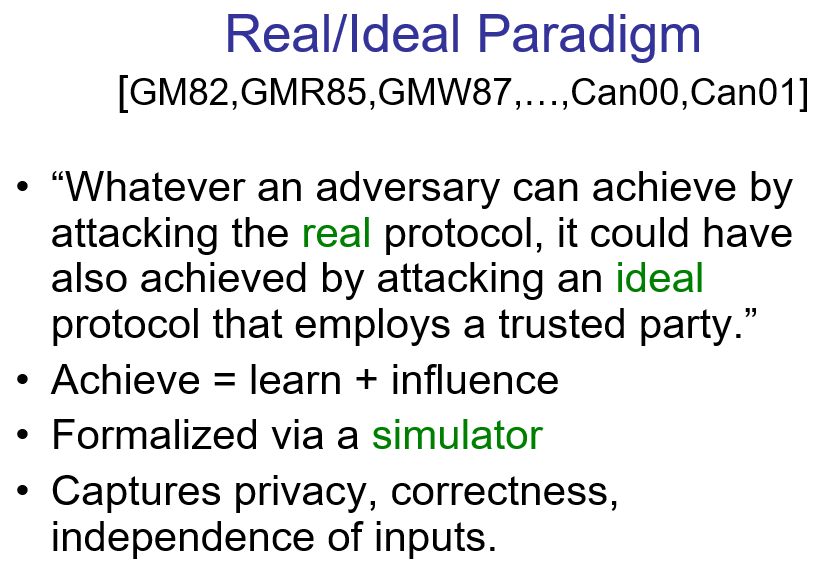 Real/Ideal Paradigm
[GM82,GMR85,GMW87,…,Can00,Can01]
• “Whatever an adversary can achieve by
attacking the real protocol, it could have
also achieved by attacking an ideal
protocol that employs a trusted party.”
• Achieve = learn + influence
• Formalized via a simulator
• Captures privacy, correctness,
independence of inputs.